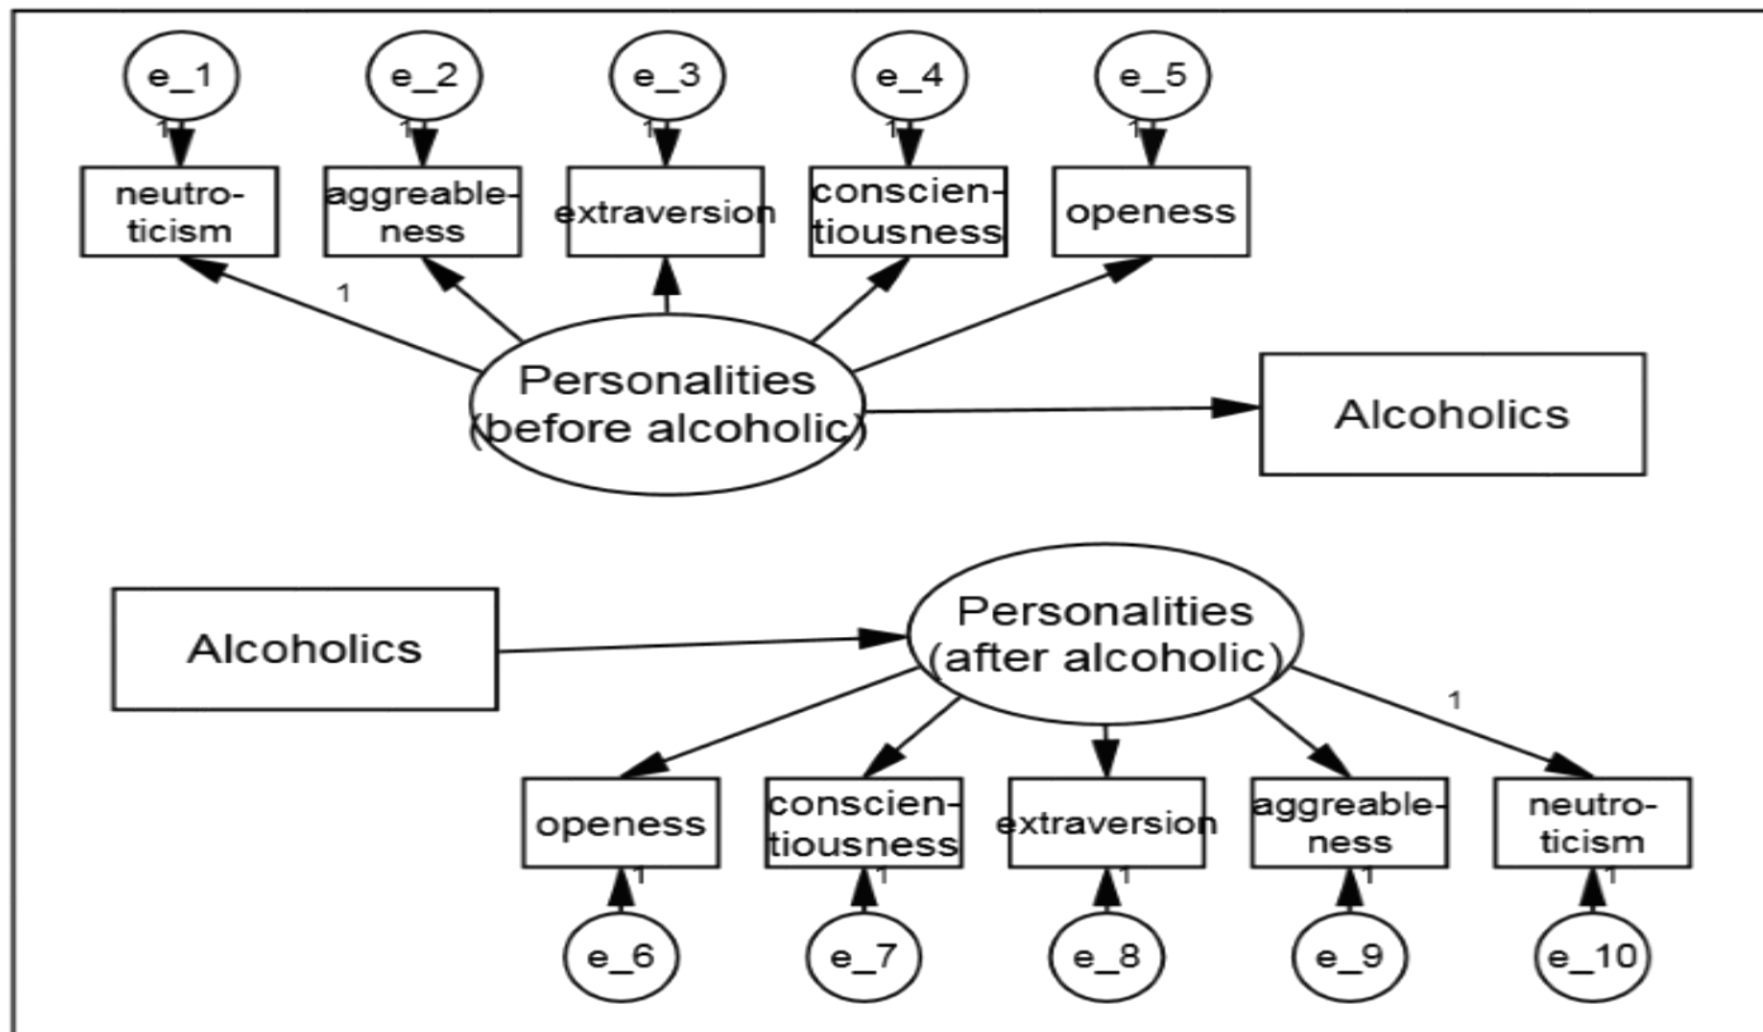 e_1
e_2
e_3
e_4
e_5
1
1
1
1
1
neutro-
ticism
aggreable-
ness
extraversion
conscien-
tiousness
openess
1
Personalities
(before alcoholic)
Alcoholics
Alcoholics
Personalities
(after alcoholic)
1
openess
conscien-
tiousness
extraversion
aggreable-
ness
neutro-
ticism
1
1
1
1
1
e_6
e_7
e_8
e_9
e_10